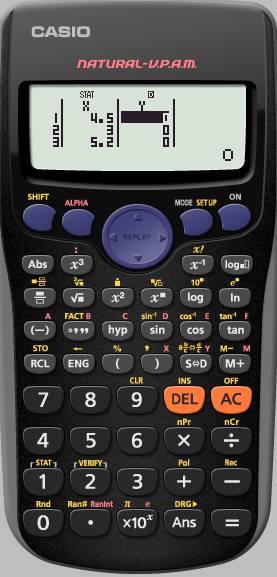 CASIO
NATURAL-V.P.A.M.
STAT D
X Y
1 4.5 0
2 3 0
3 5.2 0
0
SHIFT ALPHA MODE SETUP ON
REPLAY
: x!
Abs x³ x⁻¹ log■□
■ ³√■ ■√□ 10■ e■
√■ x² x■ log ln
A FACT B C sin⁻¹ D cos⁻¹ E tan⁻¹ F
(−) °,,, hyp sin cos tan
STO ← % , X Y M− M
RCL ENG ( ) S⇔D M+
CLR INS OFF
7 8 9 DEL AC
nPr nCr
4 5 6 × ÷
STAT VERIFY Pol Rec
1 2 3 + −
Rnd Ran# RanInt π e DRG▶
0 • ×10ˣ Ans =